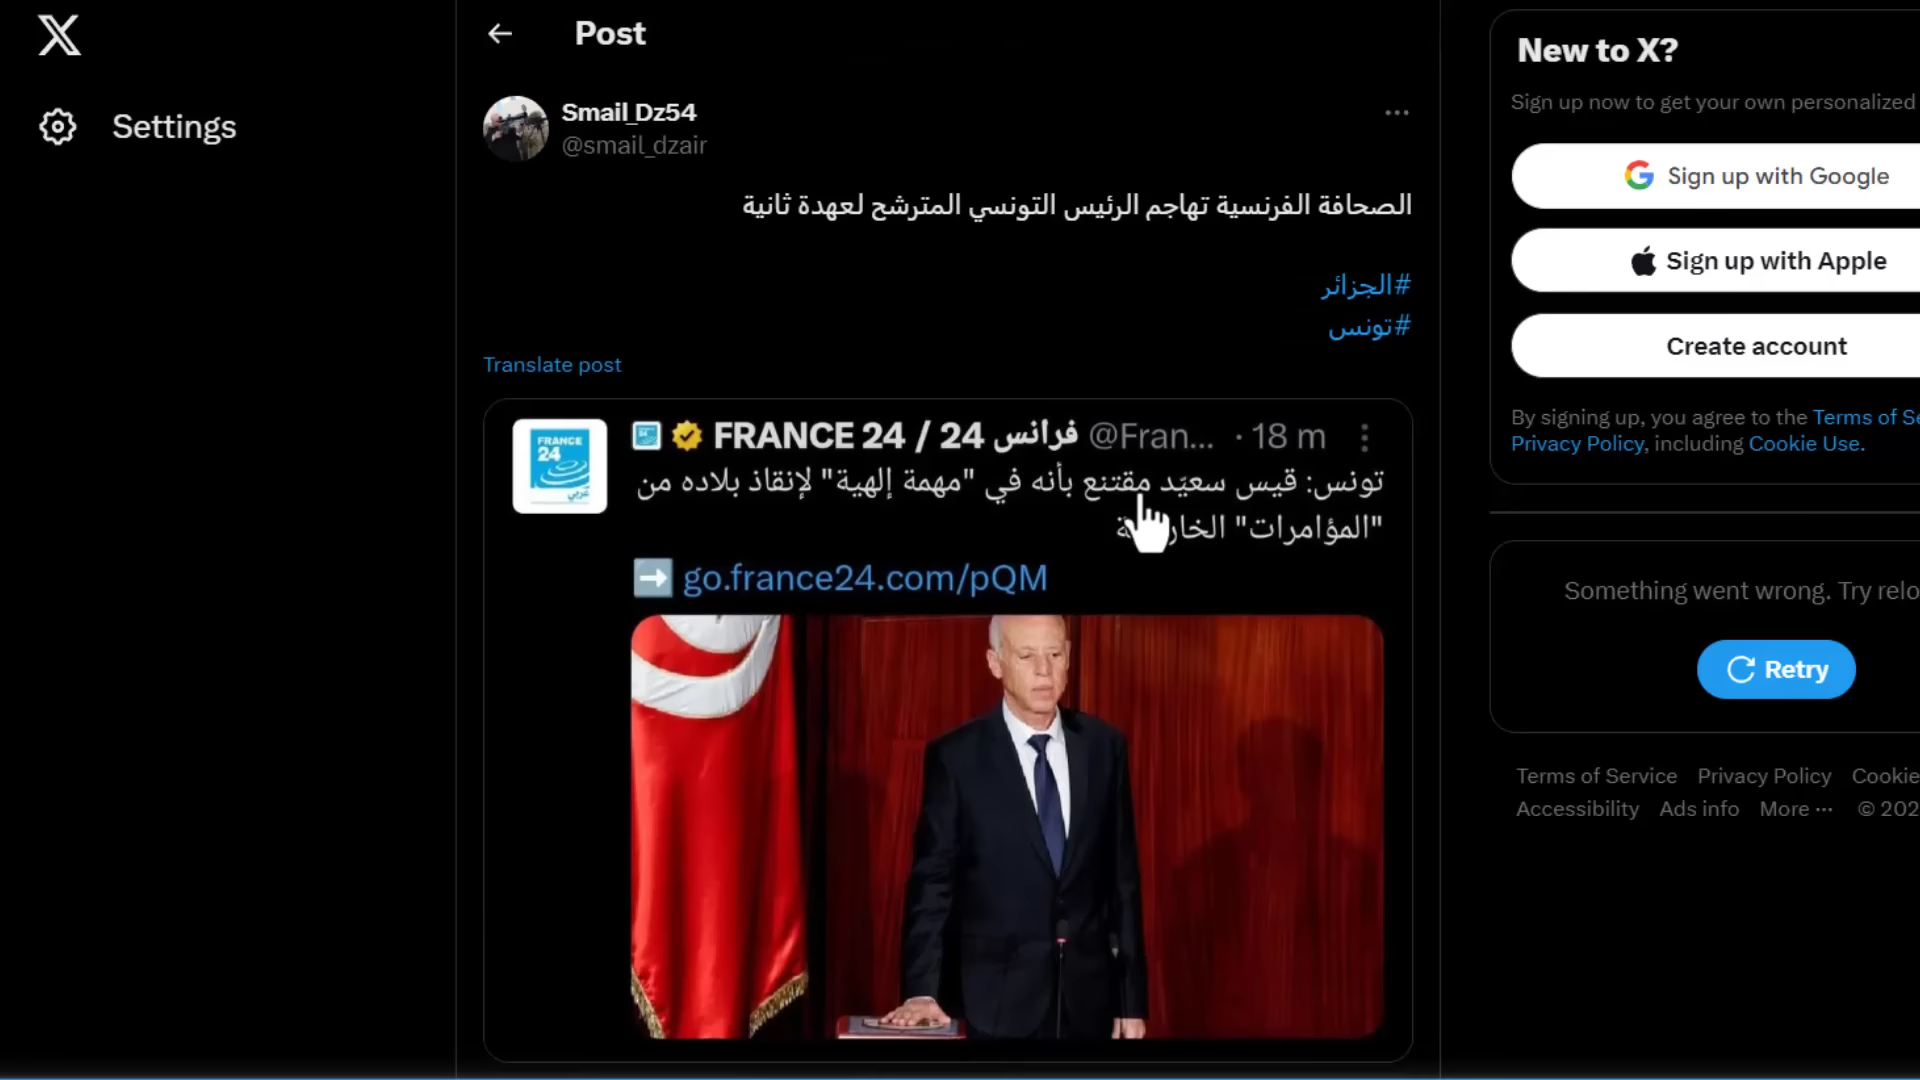 Settings
Post
Smail_Dz54
@smail_dzair
الصحافة الفرنسية تهاجم الرئيس التونسي المترشح لعهدة ثانية
#الجزائر
#تونس
Translate post
FRANCE 24 / فرانس 24 @Fran... · 18 m
FRANCE
24
عربي
تونس: قيس سعيّد مقتنع بأنه في "مهمة إلهية" لإنقاذ بلاده من
"المؤامرات"
go.france24.com/pQM
New to X?
Sign up now to get your own personalized
Sign up with Google
Sign up with Apple
Create account
By signing up, you agree to the Terms of Se
Privacy Policy, including Cookie Use.
Something went wrong. Try relo
Retry
Terms of Service Privacy Policy Cookie
Accessibility Ads info More ··· © 202